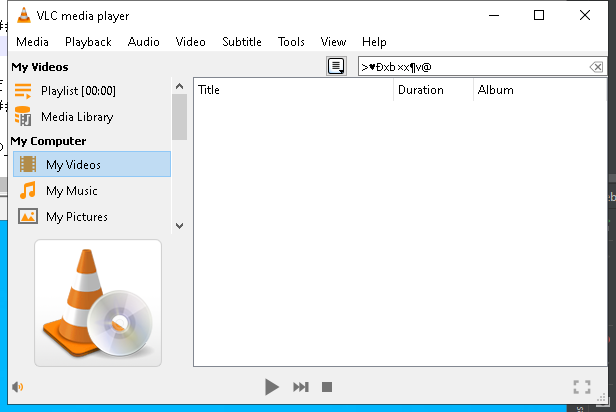 VLC media player
Media Playback Audio Video Subtitle Tools View Help
My Videos
>♥Ðxb×x¶v@
Playlist [00:00]
Media Library
My Computer
My Videos
My Music
My Pictures
Title Duration Album